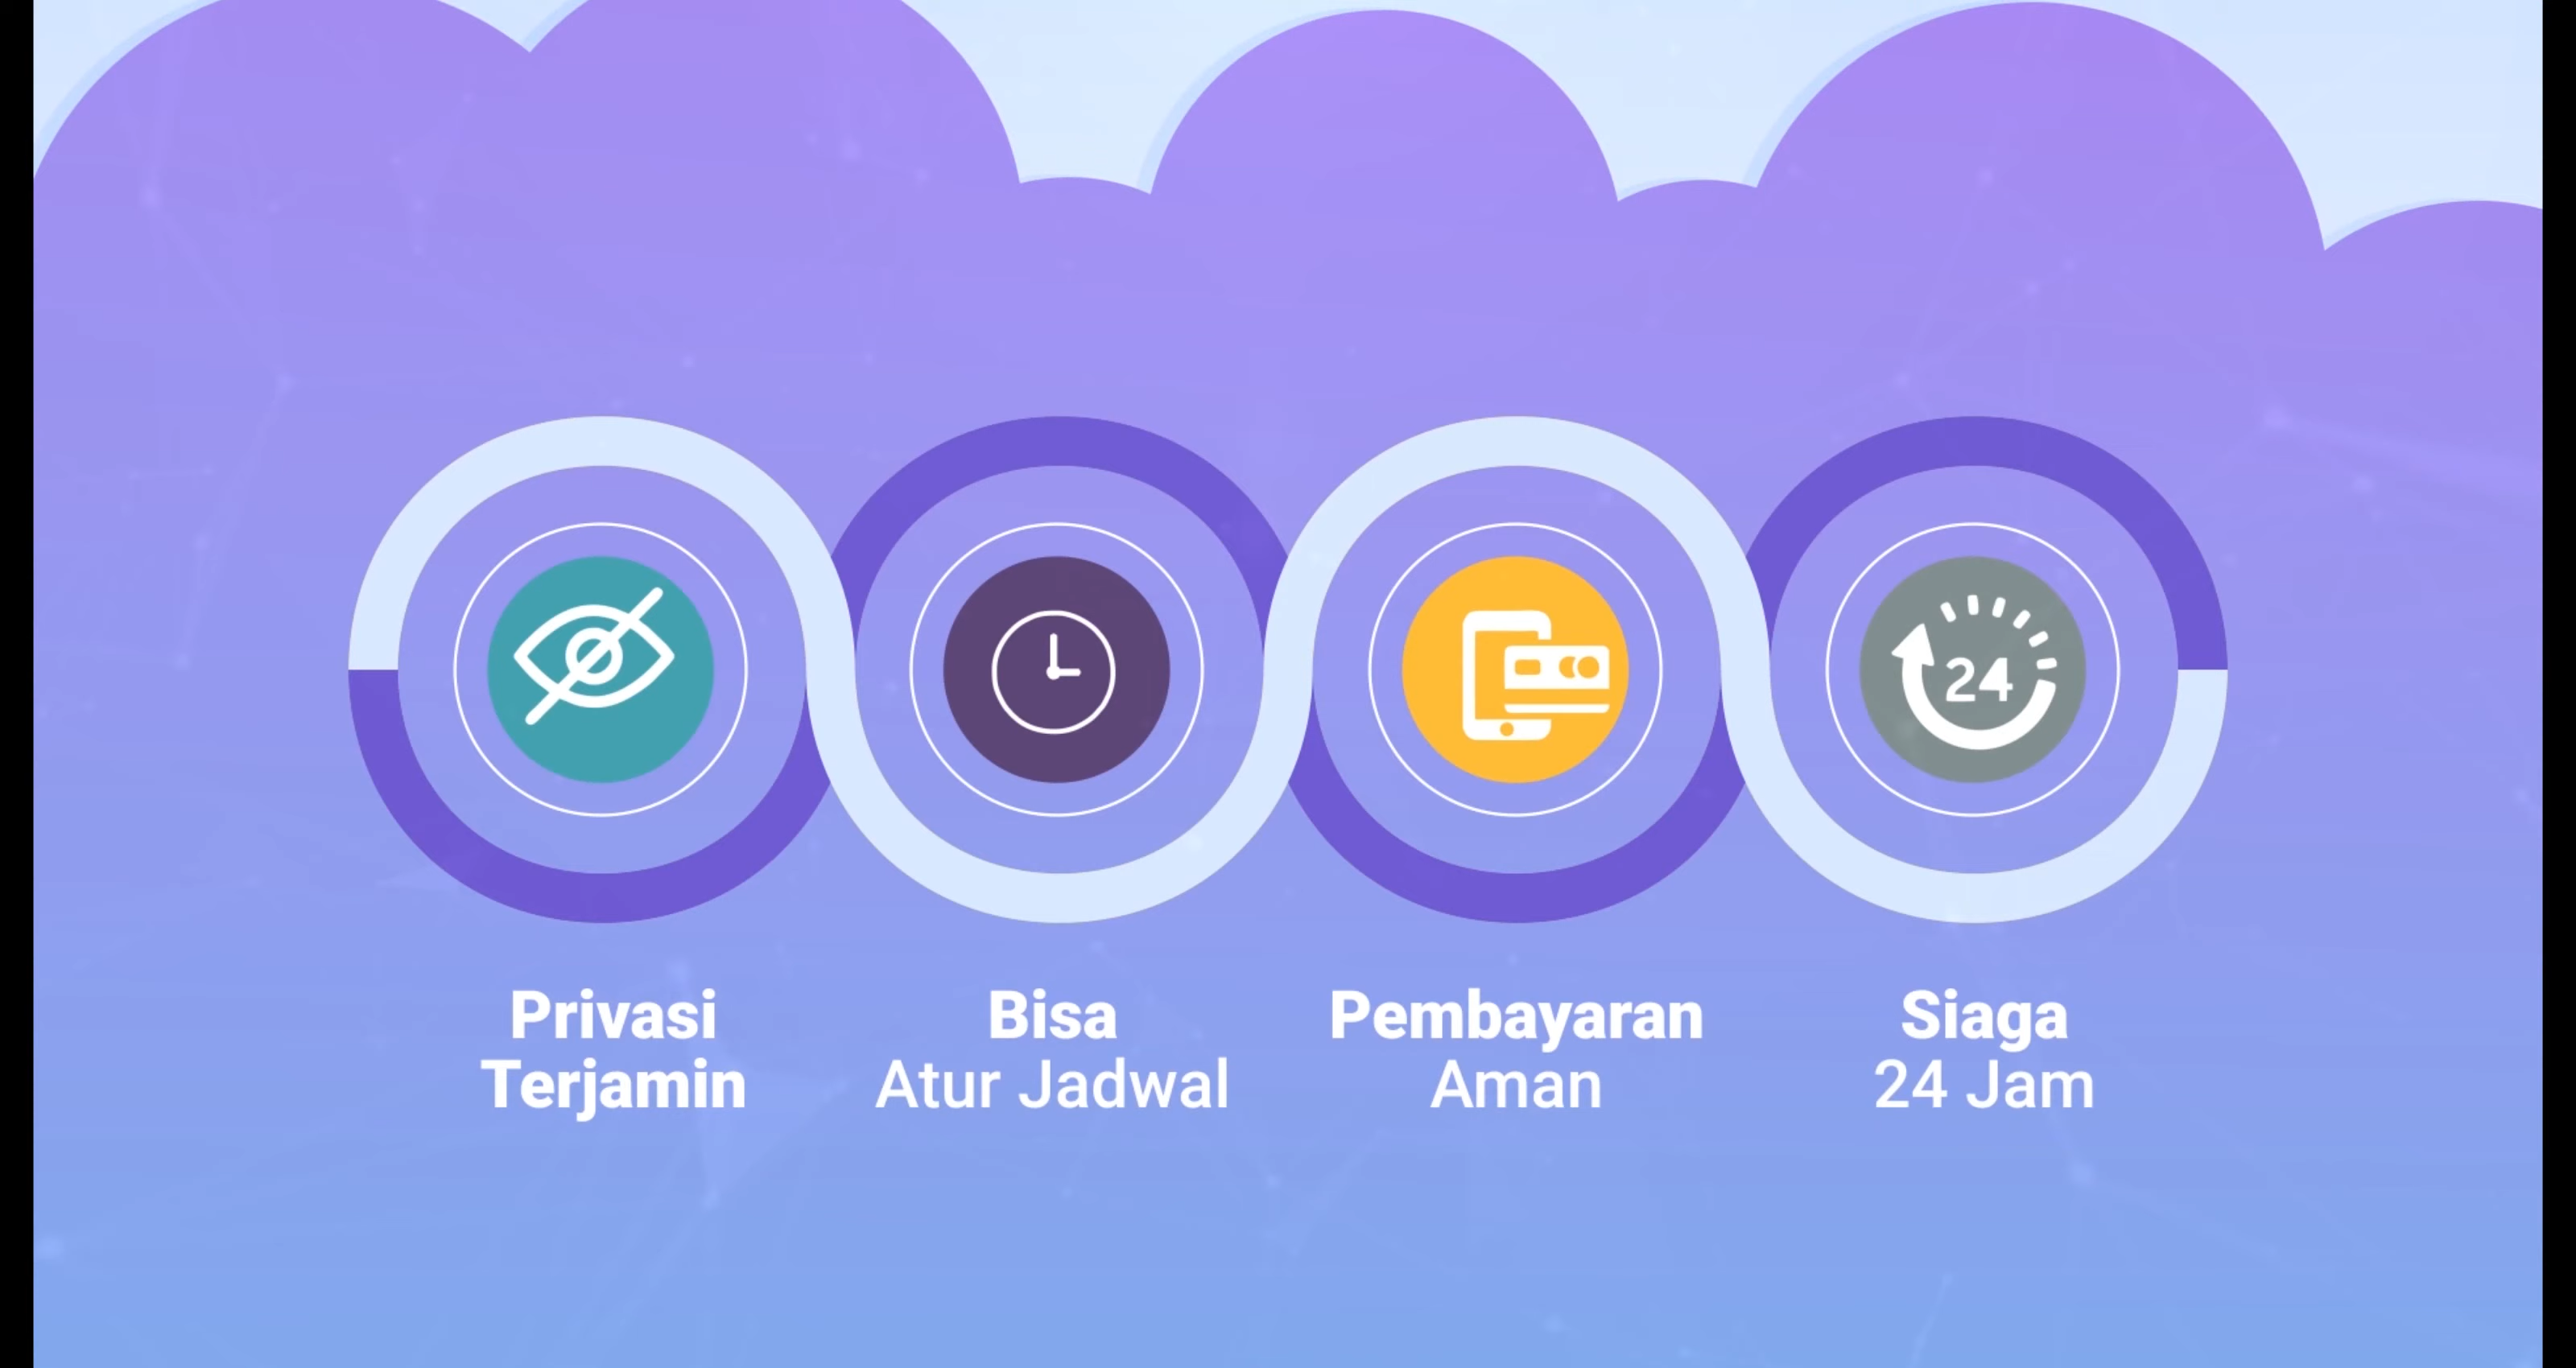 24
Privasi
Terjamin
Bisa
Atur Jadwal
Pembayaran
Aman
Siaga
24 Jam